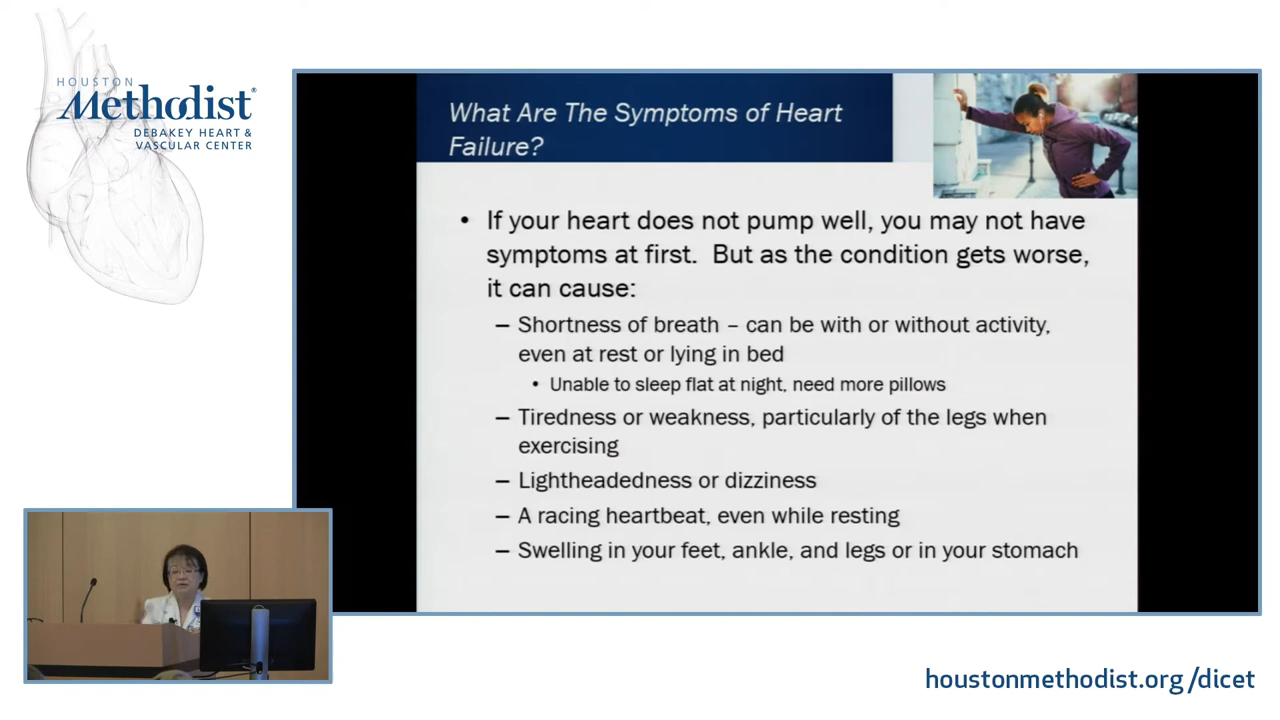 HOUSTON
Methodist®
DEBAKEY HEART &
VASCULAR CENTER
What Are The Symptoms of Heart
Failure?
• If your heart does not pump well, you may not have
symptoms at first. But as the condition gets worse,
it can cause:
– Shortness of breath – can be with or without activity,
even at rest or lying in bed
• Unable to sleep flat at night, need more pillows
– Tiredness or weakness, particularly of the legs when
exercising
– Lightheadedness or dizziness
– A racing heartbeat, even while resting
– Swelling in your feet, ankle, and legs or in your stomach
houstonmethodist.org/dicet